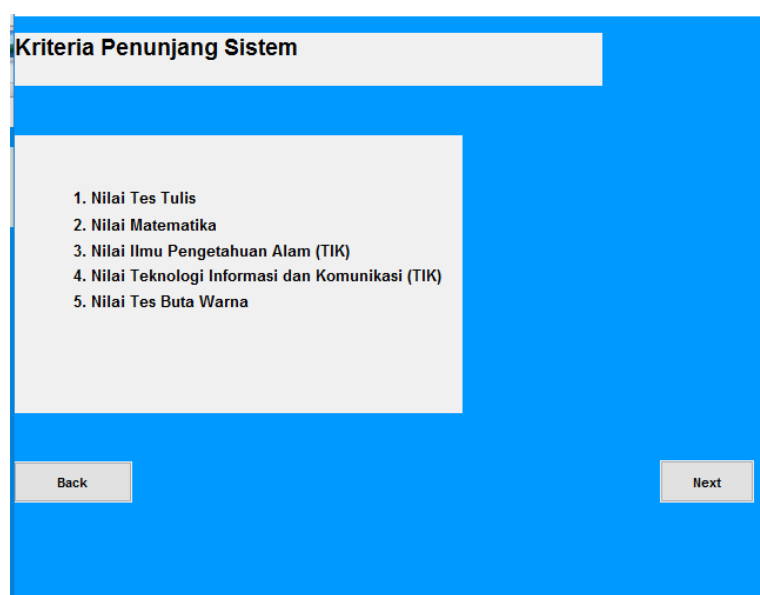 Kriteria Penunjang Sistem
1. Nilai Tes Tulis
2. Nilai Matematika
3. Nilai Ilmu Pengetahuan Alam (TIK)
4. Nilai Teknologi Informasi dan Komunikasi (TIK)
5. Nilai Tes Buta Warna
Back
Next